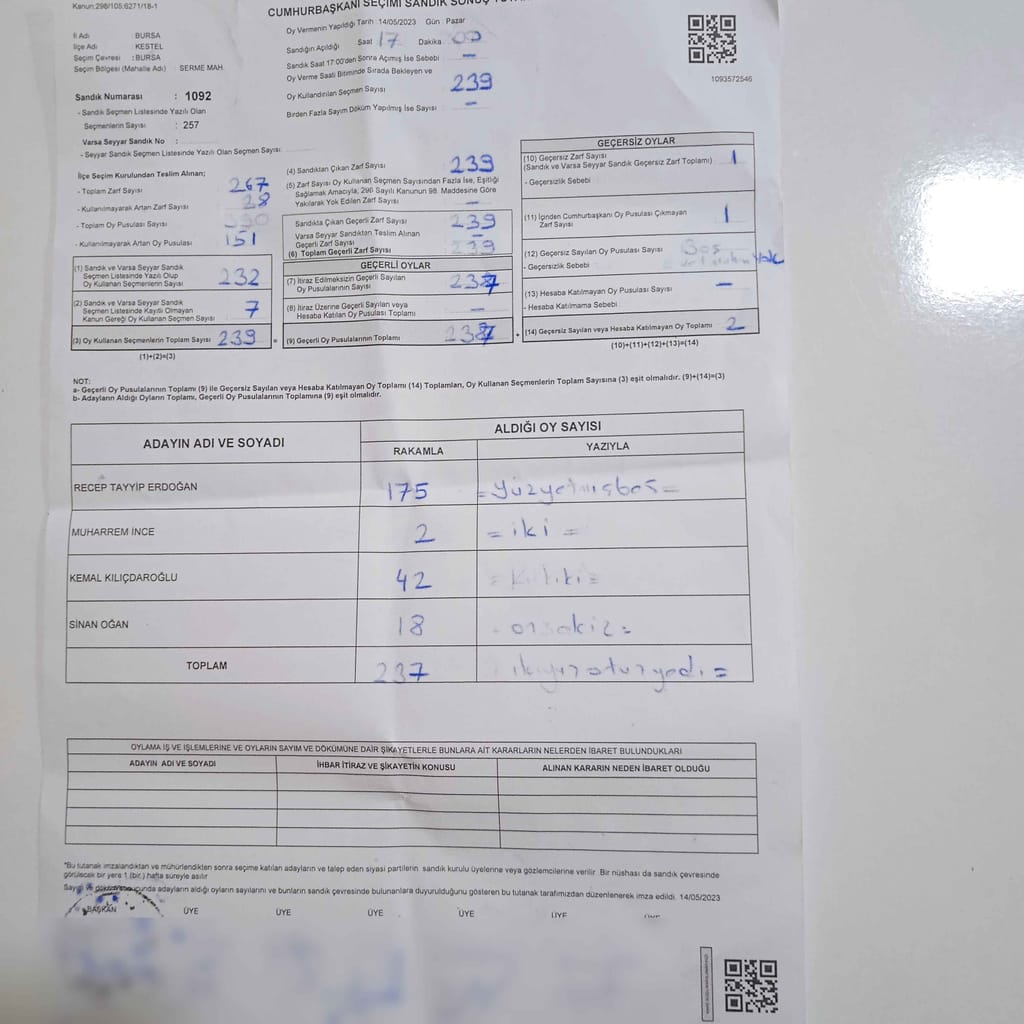 Kanun:298/105:6271/18-1
CUMHURBAŞKANI SEÇİMİ SANDIK SONUÇ
Oy Vermenin Yapıldığı Tarih : 14/05/2023 Gün : Pazar
Sandığın Açıldığı Saat 17 Dakika 00
Sandık Saat 17:00'den Sonra Açımış İse Sebebi —
Oy Verme Saati Bitiminde Sırada Bekleyen ve
Oy Kullandırılan Seçmen Sayısı 239
Birden Fazla Sayım Döküm Yapılmış İse Sayısı —
1093572546
İl Adı : BURSA
İlçe Adı : KESTEL
Seçim Çevresi : BURSA
Seçim Bölgesi (Mahalle Adı) : SERME MAH.
Sandık Numarası : 1092
- Sandık Seçmen Listesinde Yazılı Olan
Seçmenlerin Sayısı : 257
Varsa Seyyar Sandık No :
- Seyyar Sandık Seçmen Listesinde Yazılı Olan Seçmen Sayısı:
İlçe Seçim Kurulundan Teslim Alınan;
- Toplam Zarf Sayısı 267
- Kullanılmayarak Artan Zarf Sayısı 28
- Toplam Oy Pusulası Sayısı
- Kullanılmayarak Artan Oy Pusulası 151
(1) Sandık ve Varsa Seyyar Sandık
Seçmen Listesinde Yazılı Olup
Oy Kullanan Seçmenlerin Sayısı 232
(2) Sandık ve Varsa Seyyar Sandık
Seçmen Listesinde Kayıtlı Olmayan
Kanun Gereği Oy Kullanan Seçmen Sayısı 7
(3) Oy Kullanan Seçmenlerin Toplam Sayısı 239 =
(1)+(2)=(3)
(4) Sandıktan Çıkan Zarf Sayısı 239
(5) Zarf Sayısı Oy Kullanan Seçmen Sayısından Fazla İse, Eşitliği
Sağlamak Amacıyla, 298 Sayılı Kanunun 98. Maddesine Göre
Yakılarak Yok Edilen Zarf Sayısı —
Sandıkta Çıkan Geçerli Zarf Sayısı 239
Varsa Seyyar Sandıktan Teslim Alınan
Geçerli Zarf Sayısı —
(6) Toplam Geçerli Zarf Sayısı 239
GEÇERLİ OYLAR
(7) İtiraz Edilmeksizin Geçerli Sayılan
Oy Pusulalarının Sayısı 237
(8) İtiraz Üzerine Geçerli Sayılan veya
Hesaba Katılan Oy Pusulası Toplamı —
(9) Geçerli Oy Pusulalarının Toplamı 237 +
GEÇERSİZ OYLAR
(10) Geçersiz Zarf Sayısı
(Sandık ve Varsa Seyyar Sandık Geçersiz Zarf Toplamı) 1
- Geçersizlik Sebebi
(11) İçinden Cumhurbaşkanı Oy Pusulası Çıkmayan
Zarf Sayısı 1
(12) Geçersiz Sayılan Oy Pusulası Sayısı Boş
- Geçersizlik Sebebi
(13) Hesaba Katılmayan Oy Pusulası Sayısı —
- Hesaba Katılmama Sebebi
(14) Geçersiz Sayılan veya Hesaba Katılmayan Oy Toplamı 2
(10)+(11)+(12)+(13)=(14)
NOT:
a- Geçerli Oy Pusulalarının Toplamı (9) ile Geçersiz Sayılan veya Hesaba Katılmayan Oy Toplamı (14) Toplamları, Oy Kullanan Seçmenlerin Toplam Sayısına (3) eşit olmalıdır. (9)+(14)=(3)
b- Adayların Aldığı Oyların Toplamı, Geçerli Oy Pusulalarının Toplamına (9) eşit olmalıdır.
ADAYIN ADI VE SOYADI ALDIĞI OY SAYISI
RAKAMLA YAZIYLA
RECEP TAYYİP ERDOĞAN 175 =Yüzyetmişbeş=
MUHARREM İNCE 2 = iki =
KEMAL KILIÇDAROĞLU 42
SİNAN OĞAN 18 onsekiz =
TOPLAM 237 ikiyüzotuzyedi =
OYLAMA İŞ VE İŞLEMLERİNE VE OYLARIN SAYIM VE DÖKÜMÜNE DAİR ŞİKAYETLERLE BUNLARA AİT KARARLARIN NELERDEN İBARET BULUNDUKLARI
ADAYIN ADI VE SOYADI İHBAR İTİRAZ VE ŞİKAYETİN KONUSU ALINAN KARARIN NEDEN İBARET OLDUĞU
*Bu tutanak imzalandıktan ve mühürlendikten sonra seçime katılan adayların ve talep eden siyasi partilerin sandık kurulu üyelerine veya gözlemcilerine verilir. Bir nüshası da sandık çevresinde
görülecek bir yere 1 (bir) hafta süreyle asılır
Sayım ve döküm sonucunda adayların aldığı oyların sayılarını ve bunların sandık çevresinde bulunanlara duyurulduğunu gösteren bu tutanak tarafımızdan düzenlenerek imza edildi. 14/05/2023
BAŞKAN ÜYE ÜYE ÜYE ÜYE ÜYE ÜYE